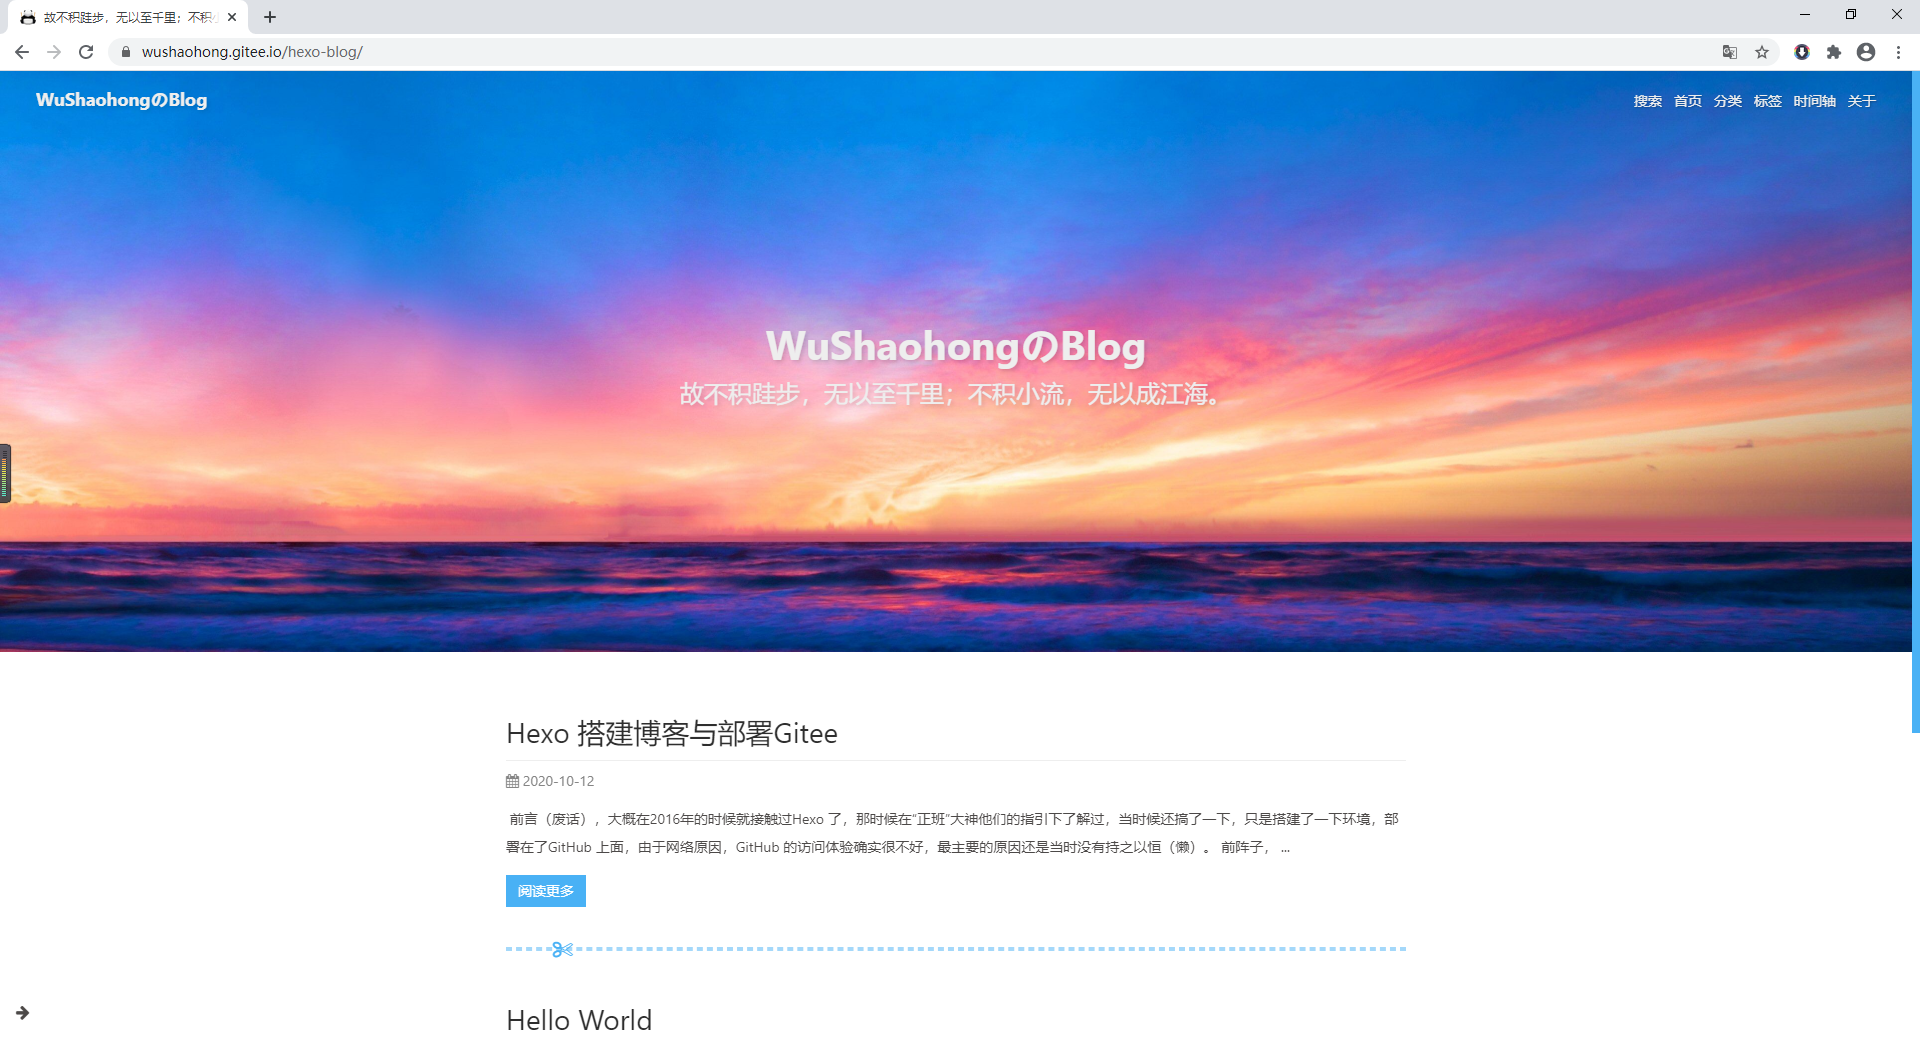 故不积跬步，无以至千里；不积
wushaohong.gitee.io/hexo-blog/
WuShaohongのBlog
搜索 首页 分类 标签 时间轴 关于
WuShaohongのBlog
故不积跬步，无以至千里；不积小流，无以成江海。
Hexo 搭建博客与部署Gitee
2020-10-12
前言（废话），大概在2016年的时候就接触过Hexo 了，那时候在“正班”大神他们的指引下了解过，当时候还搞了一下，只是搭建了一下环境，部
署在了GitHub 上面，由于网络原因，GitHub 的访问体验确实很不好，最主要的原因还是当时没有持之以恒（懒）。 前阵子， ...
阅读更多
Hello World